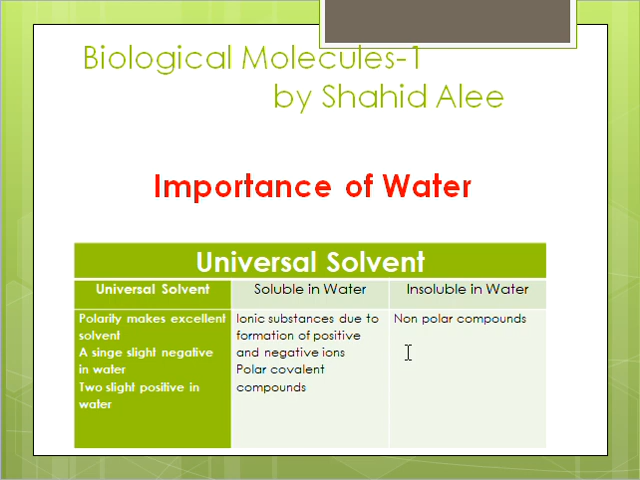 Biological Molecules-1
by Shahid Alee
Importance of Water
Universal Solvent
Universal Solvent
Soluble in Water
Insoluble in Water
Polarity makes excellent
solvent
A singe slight negative
in water
Two slight positive in
water
Ionic substances due to
formation of positive
and negative ions
Polar covalent
compounds
Non polar compounds